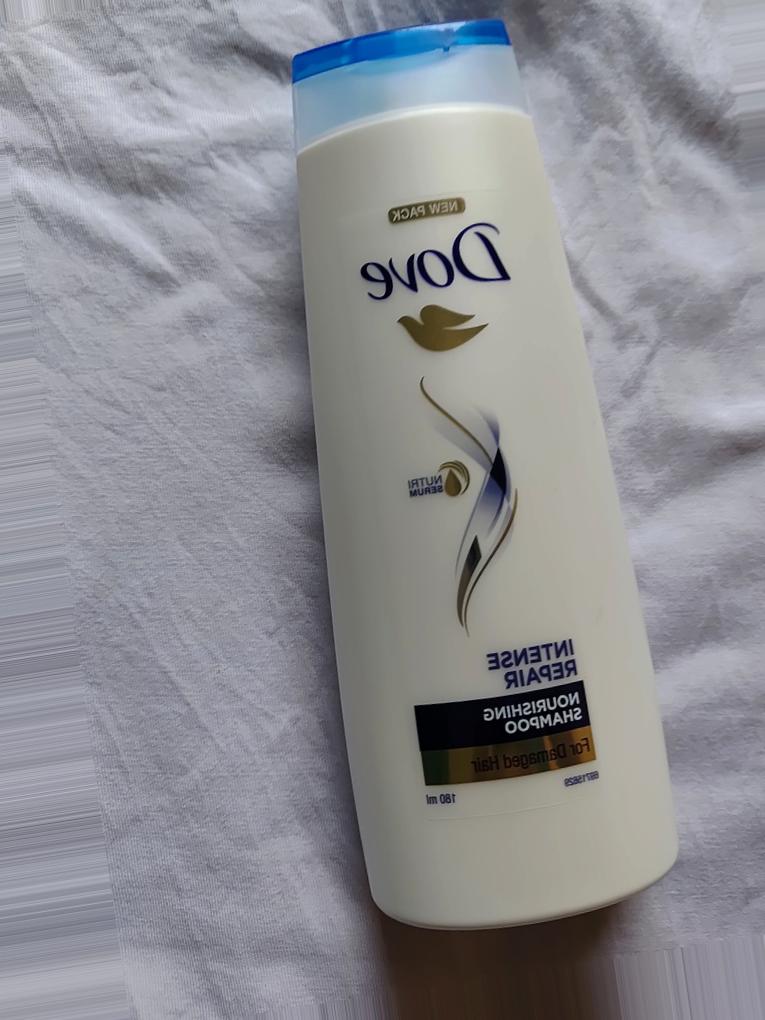 NEW PACK
Dove
NUTRI
SERUM
INTENSE
REPAIR
NOURISHING
SHAMPOO
For Damaged Hair
180 ml